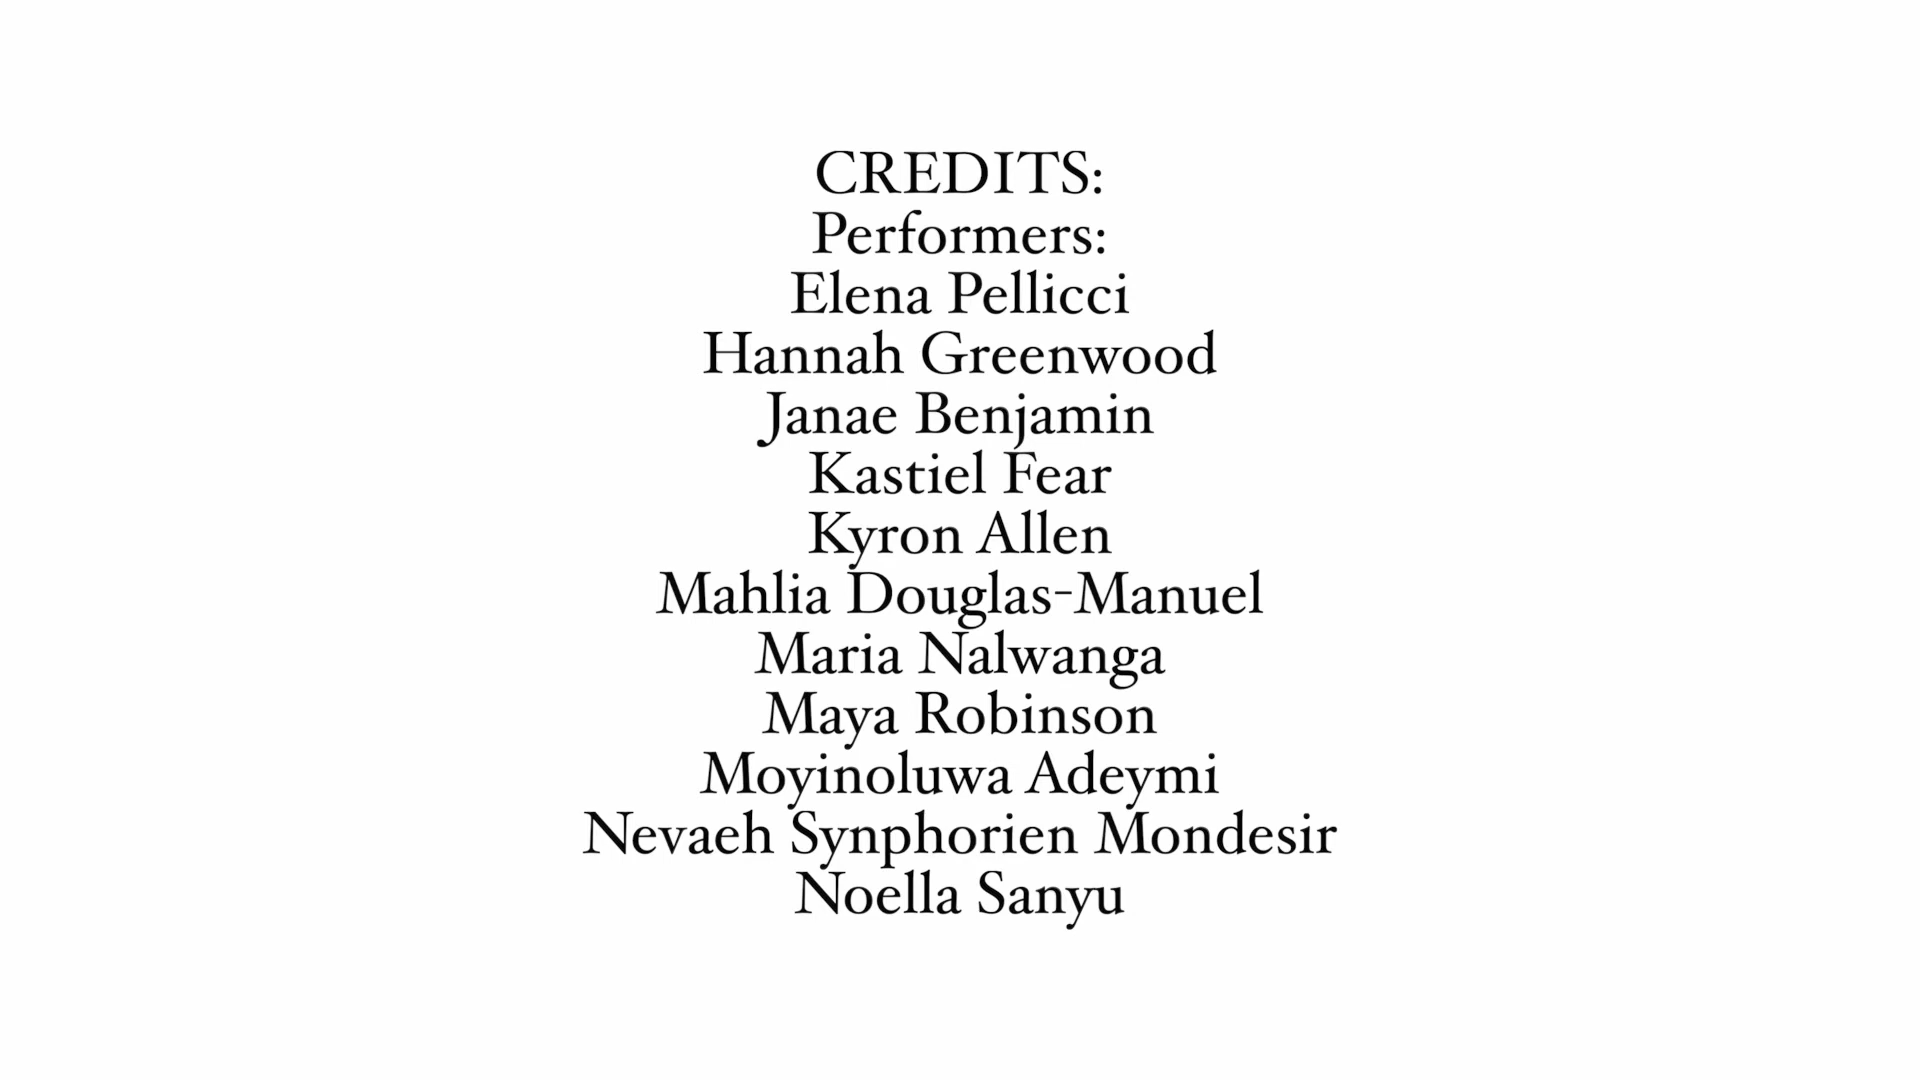 CREDITS:
Performers:
Elena Pellicci
Hannah Greenwood
Janae Benjamin
Kastiel Fear
Kyron Allen
Mahlia Douglas-Manuel
Maria Nalwanga
Maya Robinson
Moyinoluwa Adeymi
Nevaeh Synphorien Mondesir
Noella Sanyu